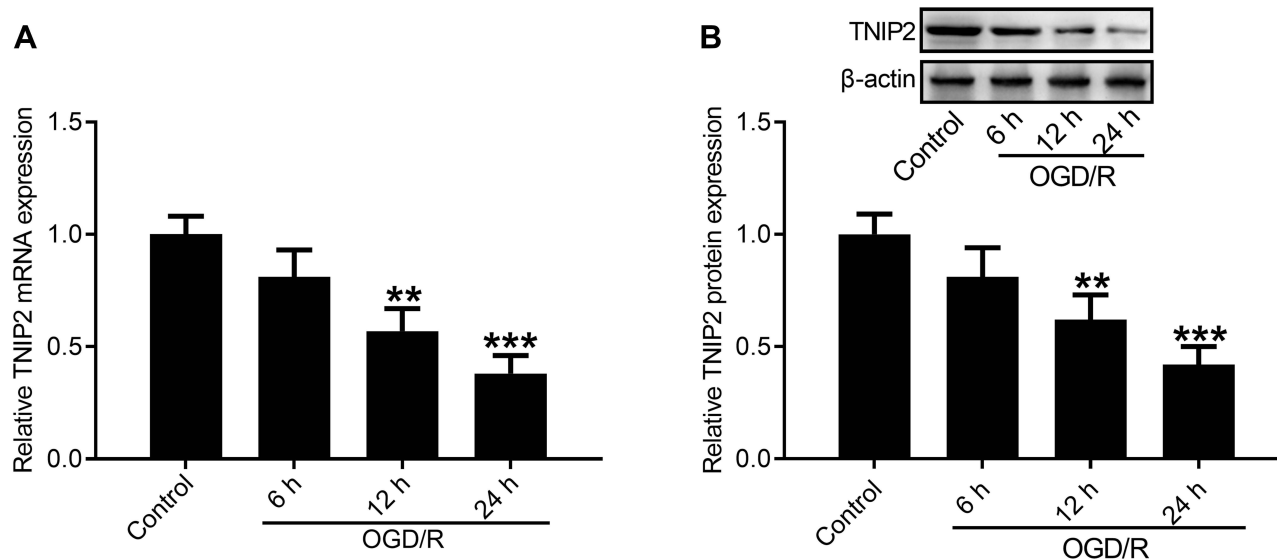 A
Relative TNIP2 mRNA expression
1.5
1.0
0.5
0.0
**
***
Control
6 h
12 h
24 h
OGD/R
B
TNIP2
β-actin
Control
6 h
12 h
24 h
OGD/R
Relative TNIP2 protein expression
1.5
1.0
0.5
0.0
**
***
Control
6 h
12 h
24 h
OGD/R